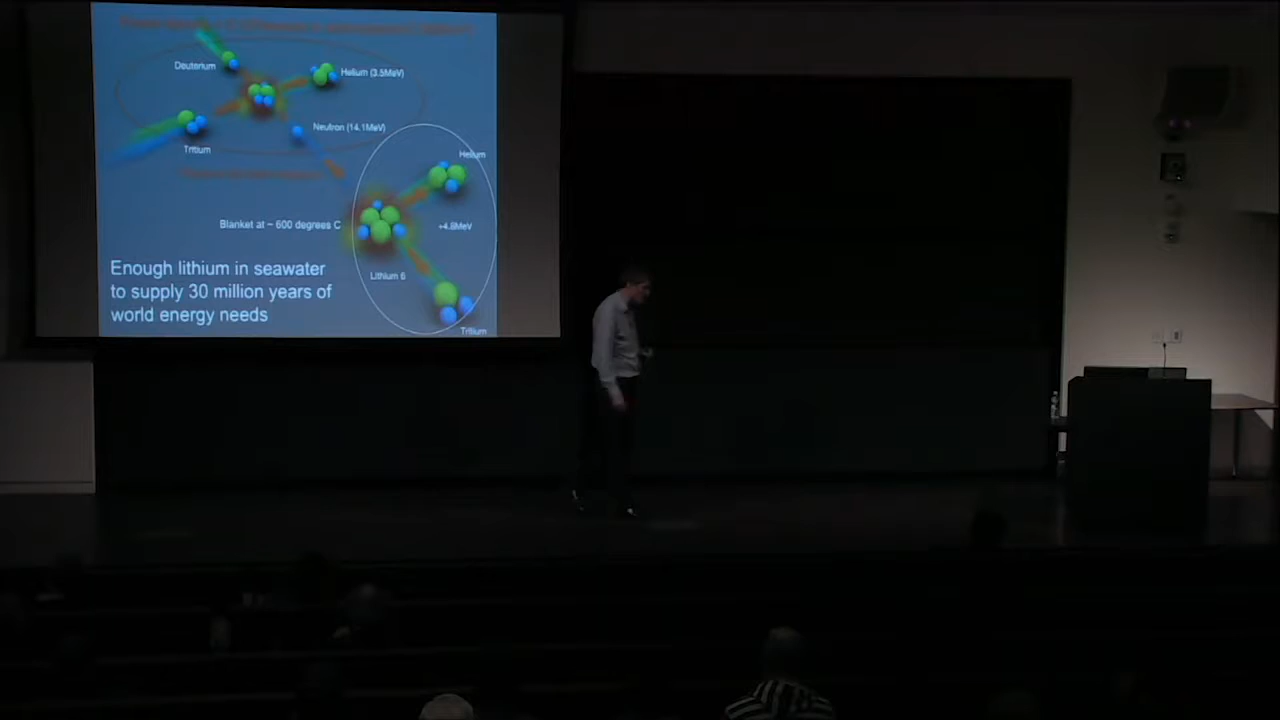 Deuterium
Helium (3.5MeV)
Neutron (14.1MeV)
Tritium
Helium
Blanket at ~ 600 degrees C
+4.8MeV
Lithium 6
Enough lithium in seawater
to supply 30 million years of
world energy needs
Tritium